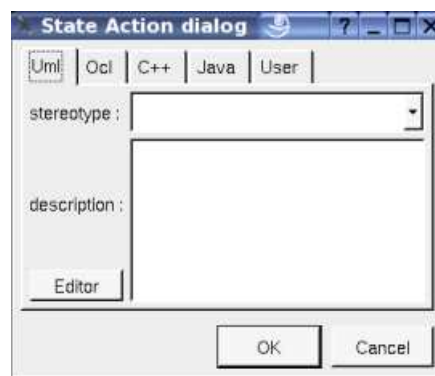 State Action dialog
Uml Ocl C++ Java User
stereotype :
description :
Editor
OK Cancel